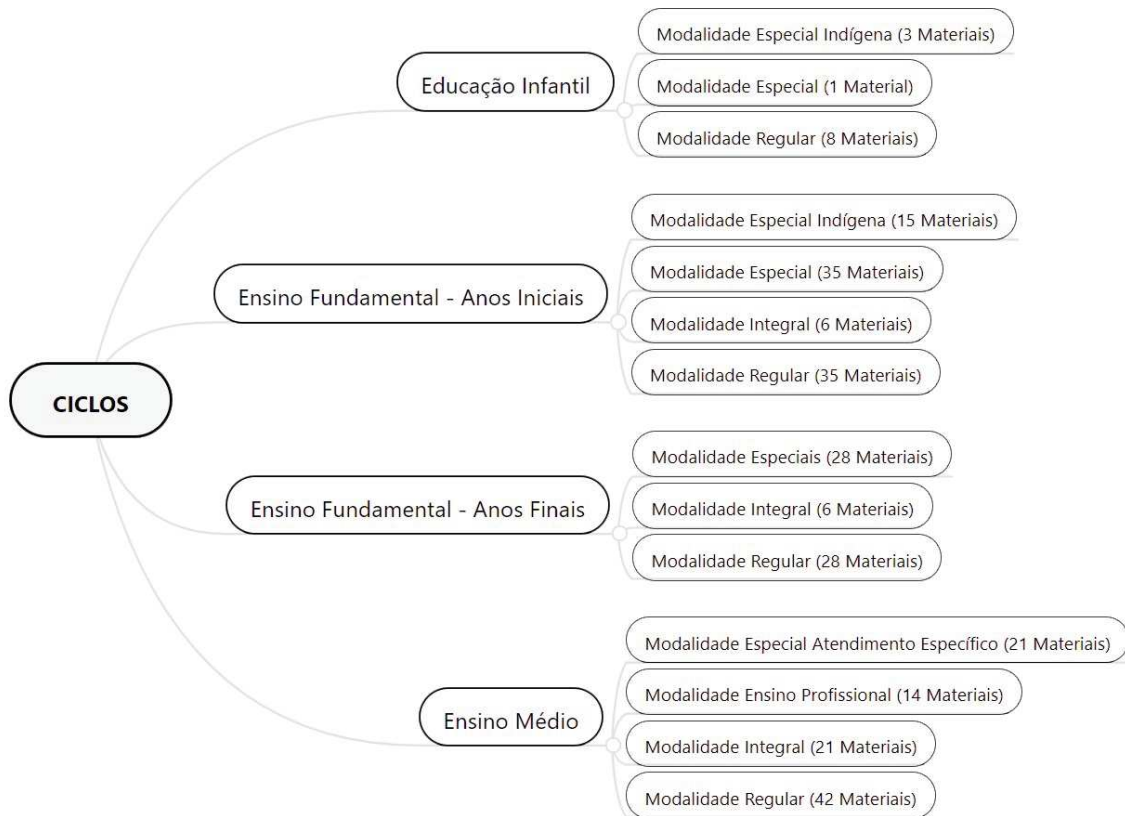 CICLOS
Educação Infantil
Modalidade Especial Indígena (3 Materiais)
Modalidade Especial (1 Material)
Modalidade Regular (8 Materiais)
Ensino Fundamental - Anos Iniciais
Modalidade Especial Indígena (15 Materiais)
Modalidade Especial (35 Materiais)
Modalidade Integral (6 Materiais)
Modalidade Regular (35 Materiais)
Ensino Fundamental - Anos Finais
Modalidade Especiais (28 Materiais)
Modalidade Integral (6 Materiais)
Modalidade Regular (28 Materiais)
Ensino Médio
Modalidade Especial Atendimento Específico (21 Materiais)
Modalidade Ensino Profissional (14 Materiais)
Modalidade Integral (21 Materiais)
Modalidade Regular (42 Materiais)